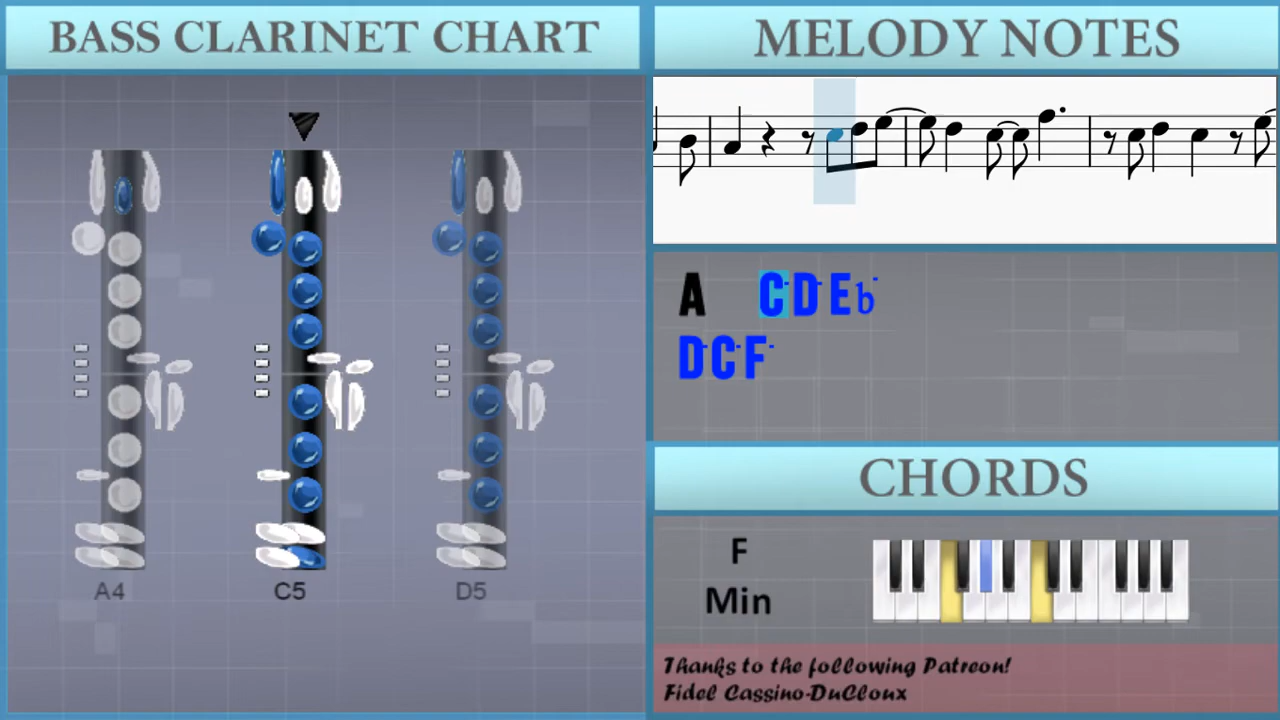 BASS CLARINET CHART
A4 C5 D5
MELODY NOTES
A C· D· Eb·
D· C· F·
CHORDS
F
Min
Thanks to the following Patreon!
Fidel Cassino-DuCloux